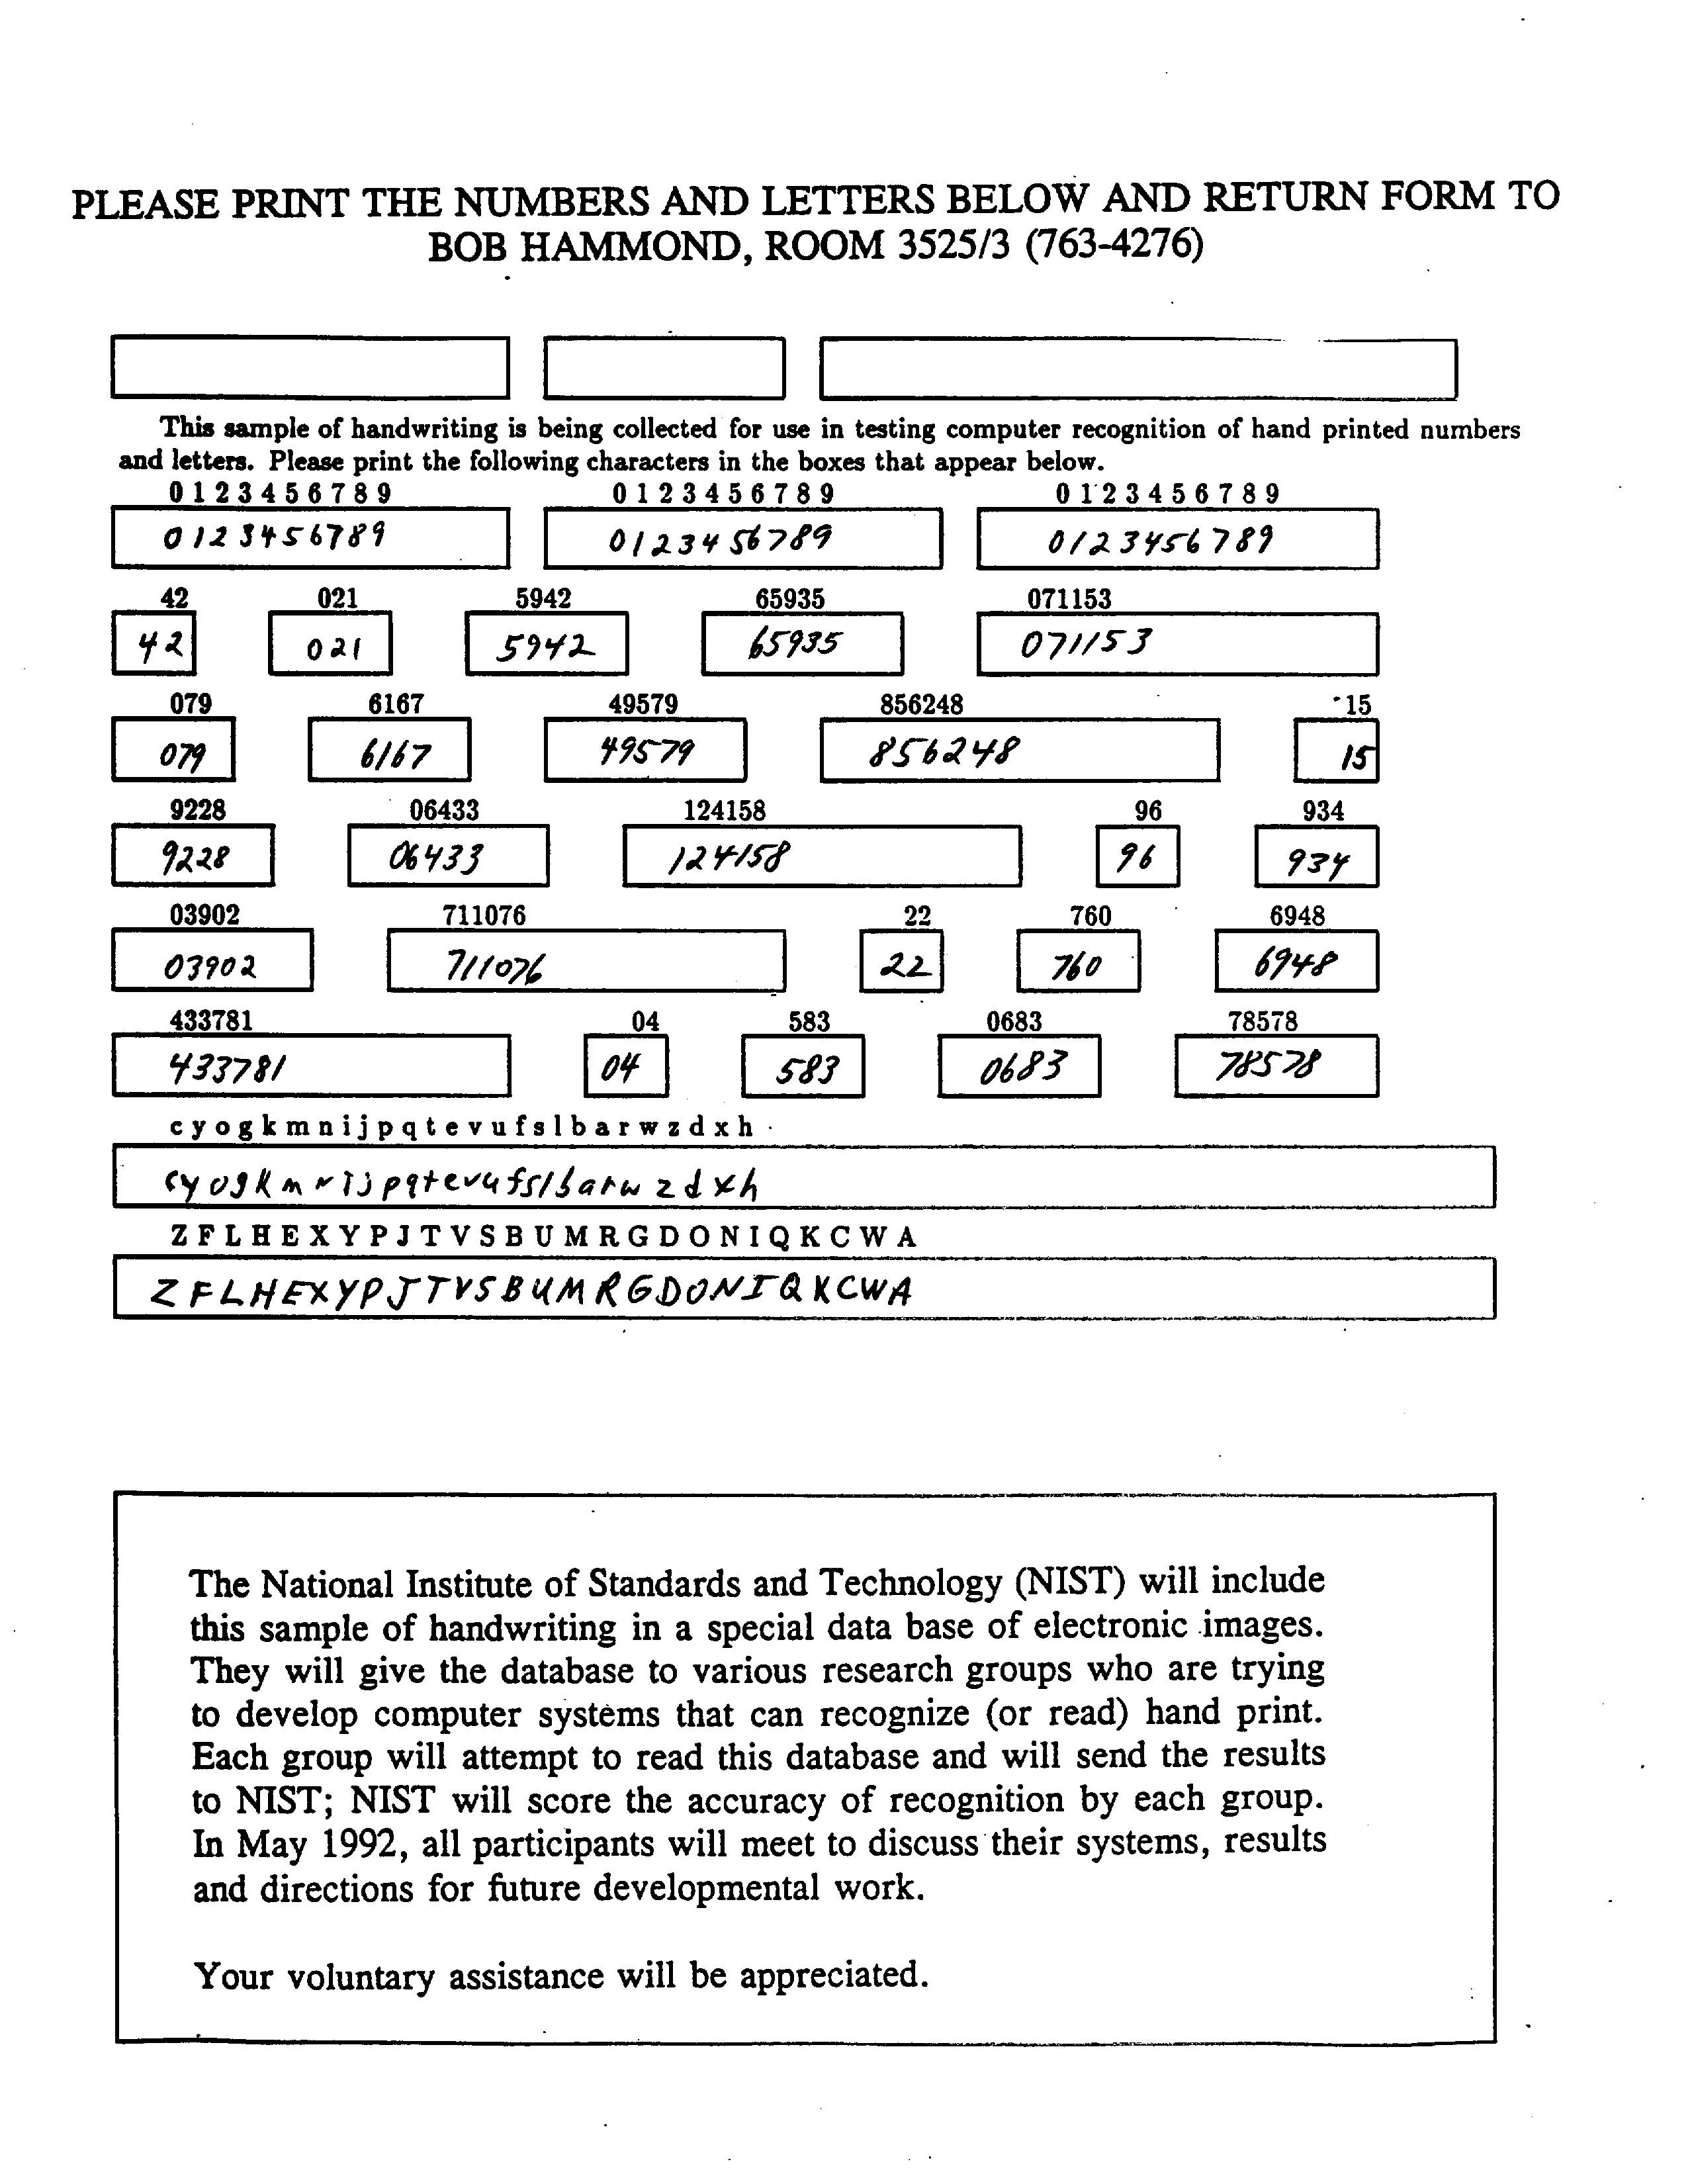 PLEASE PRINT THE NUMBERS AND LETTERS BELOW AND RETURN FORM TO
BOB HAMMOND, ROOM 3525/3 (763-4276)
This sample of handwriting is being collected for use in testing computer recognition of hand printed numbers
and letters. Please print the following characters in the boxes that appear below.
0 1 2 3 4 5 6 7 8 9 0 1 2 3 4 5 6 7 8 9 0 1 2 3 4 5 6 7 8 9
0123456789 0123456789 0123456789
42 021 5942 65935 071153
42 021 5942 65935 071153
079 6167 49579 856248 15
079 6167 49579 856248 15
9228 06433 124158 96 934
9228 06433 124158 96 934
03902 711076 22 760 6948
03902 711076 22 760 6948
433781 04 583 0683 78578
433781 04 583 0683 78578
c y o g k m n i j p q t e v u f s l b a r w z d x h
cyogkmnijpqtevufslbarwzdxh
Z F L H E X Y P J T V S B U M R G D O N I Q K C W A
ZFLHEXYPJTVSBUMRGDONIQKCWA
The National Institute of Standards and Technology (NIST) will include
this sample of handwriting in a special data base of electronic images.
They will give the database to various research groups who are trying
to develop computer systems that can recognize (or read) hand print.
Each group will attempt to read this database and will send the results
to NIST; NIST will score the accuracy of recognition by each group.
In May 1992, all participants will meet to discuss their systems, results
and directions for future developmental work.
Your voluntary assistance will be appreciated.